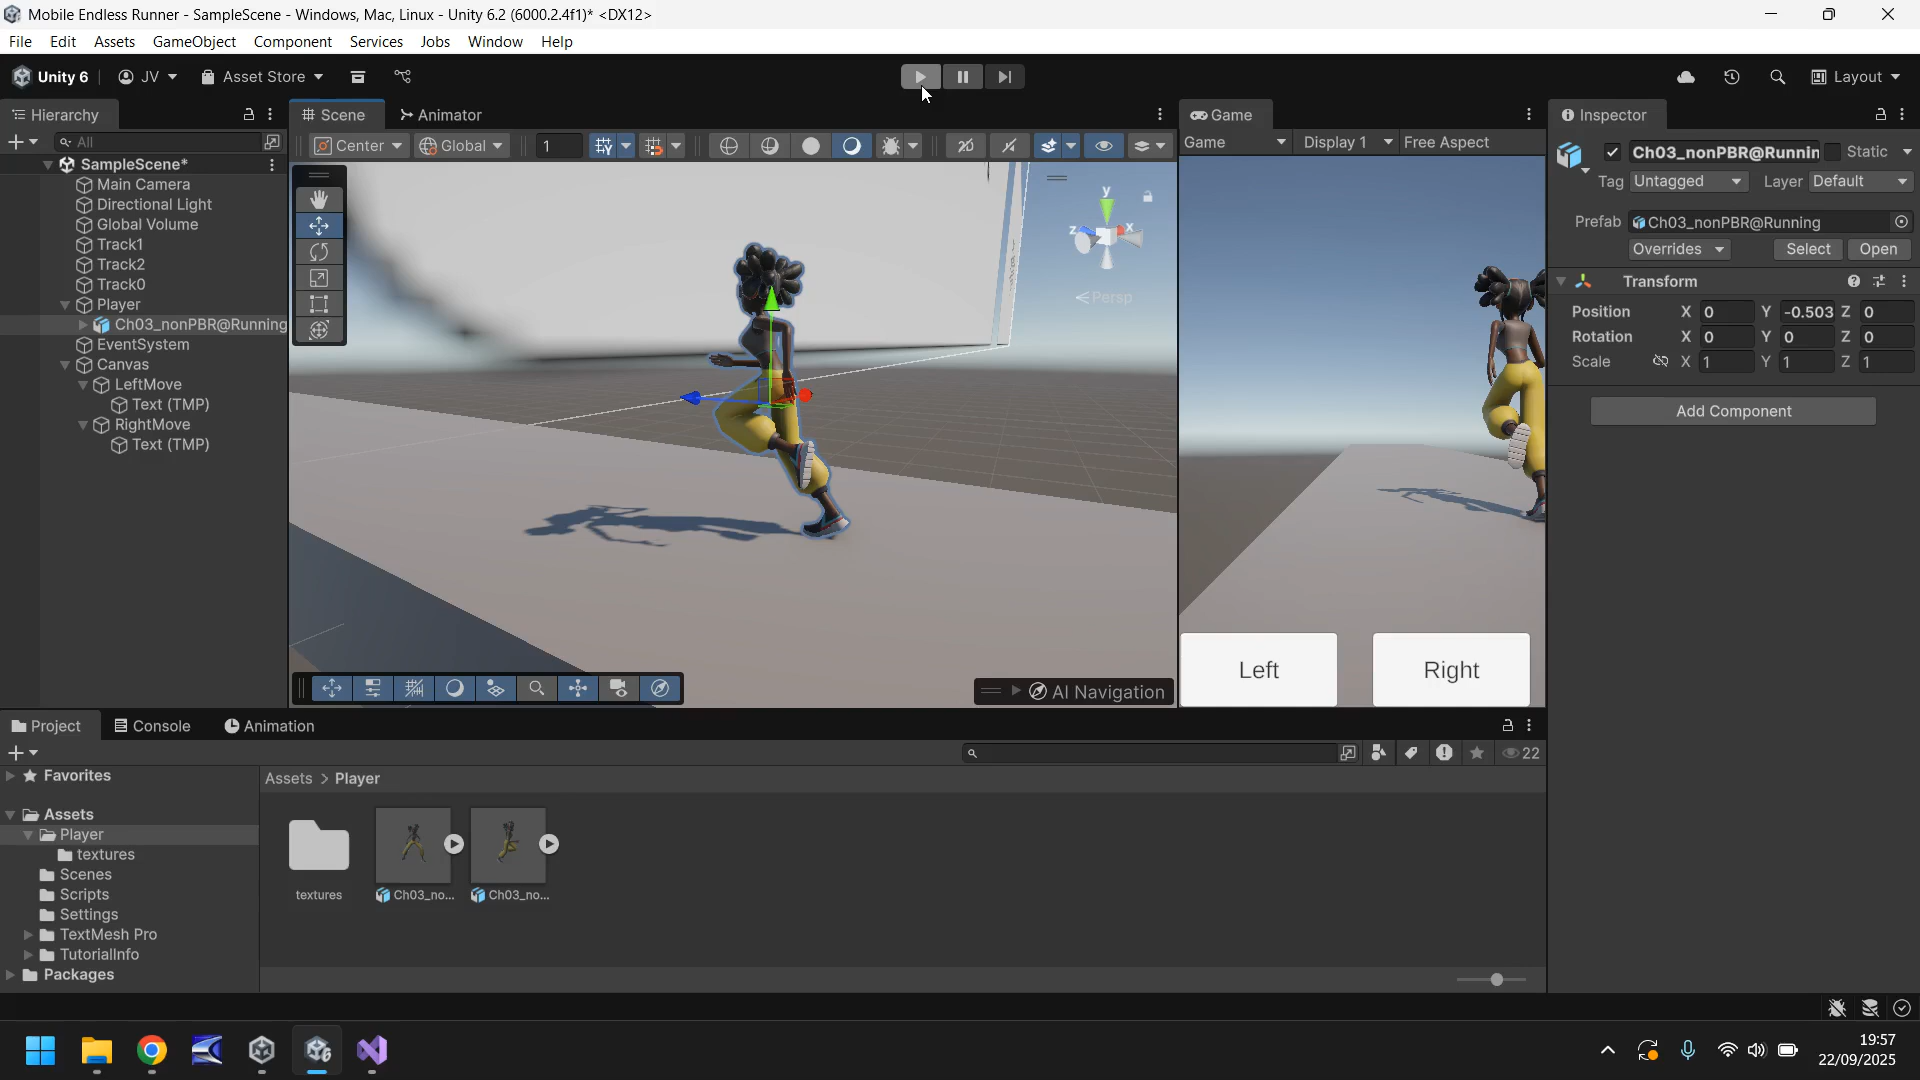 Mobile Endless Runner - SampleScene - Windows, Mac, Linux - Unity 6.2 (6000.2.4f1)* <DX12>
File Edit Assets GameObject Component Services Jobs Window Help
Unity 6 JV Asset Store Layout
Hierarchy
All
SampleScene*
Main Camera
Directional Light
Global Volume
Track1
Track2
Track0
Player
Ch03_nonPBR@Running
EventSystem
Canvas
LeftMove
Text (TMP)
RightMove
Text (TMP)
Scene Animator
Center Global 1
y
z
x
Persp
AI Navigation
Game
Game Display 1 Free Aspect
Left Right
Inspector
Ch03_nonPBR@Runnin Static
Tag Untagged Layer Default
Prefab Ch03_nonPBR@Running
Overrides Select Open
Transform
Position X 0 Y -0.503 Z 0
Rotation X 0 Y 0 Z 0
Scale X 1 Y 1 Z 1
Add Component
Project Console Animation
22
Favorites
Assets
Player
textures
Scenes
Scripts
Settings
TextMesh Pro
TutorialInfo
Packages
Assets > Player
textures Ch03_no... Ch03_no...
19:57
22/09/2025